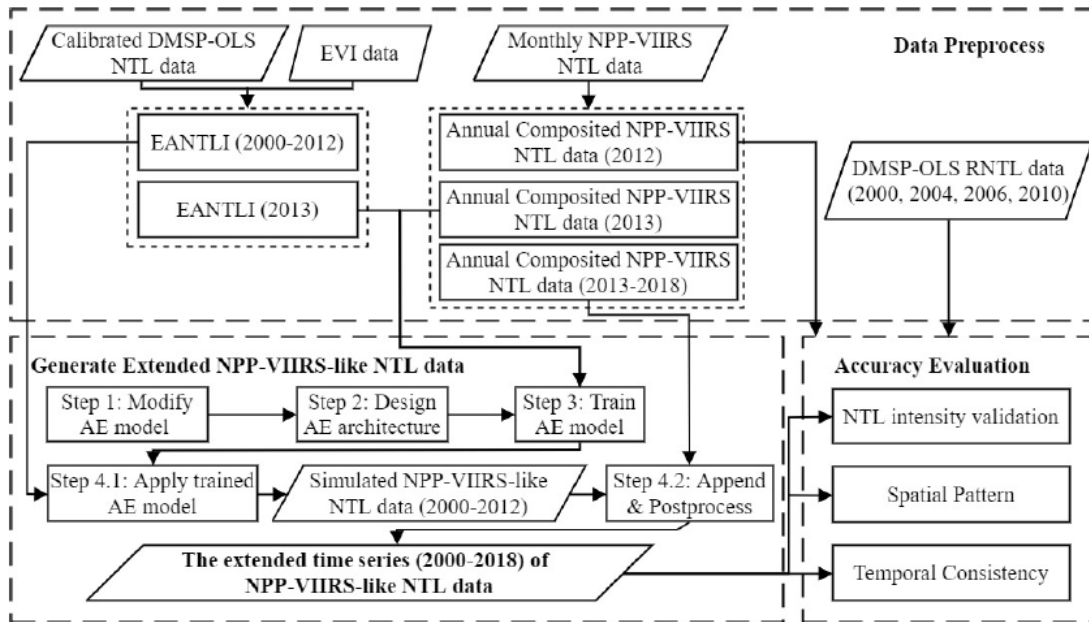 Calibrated DMSP-OLS
NTL data
EVI data
Monthly NPP-VIIRS
NTL data
Data Preprocess
EANTLI (2000-2012)
Annual Composited NPP-VIIRS
NTL data (2012)
DMSP-OLS RNTL data
(2000, 2004, 2006, 2010)
EANTLI (2013)
Annual Composited NPP-VIIRS
NTL data (2013)
Annual Composited NPP-VIIRS
NTL data (2013-2018)
Generate Extended NPP-VIIRS-like NTL data
Accuracy Evaluation
Step 1: Modify
AE model
Step 2: Design
AE architecture
Step 3: Train
AE model
NTL intensity validation
Step 4.1: Apply trained
AE model
Simulated NPP-VIIRS-like
NTL data (2000-2012)
Step 4.2: Append
& Postprocess
Spatial Pattern
The extended time series (2000-2018) of
NPP-VIIRS-like NTL data
Temporal Consistency